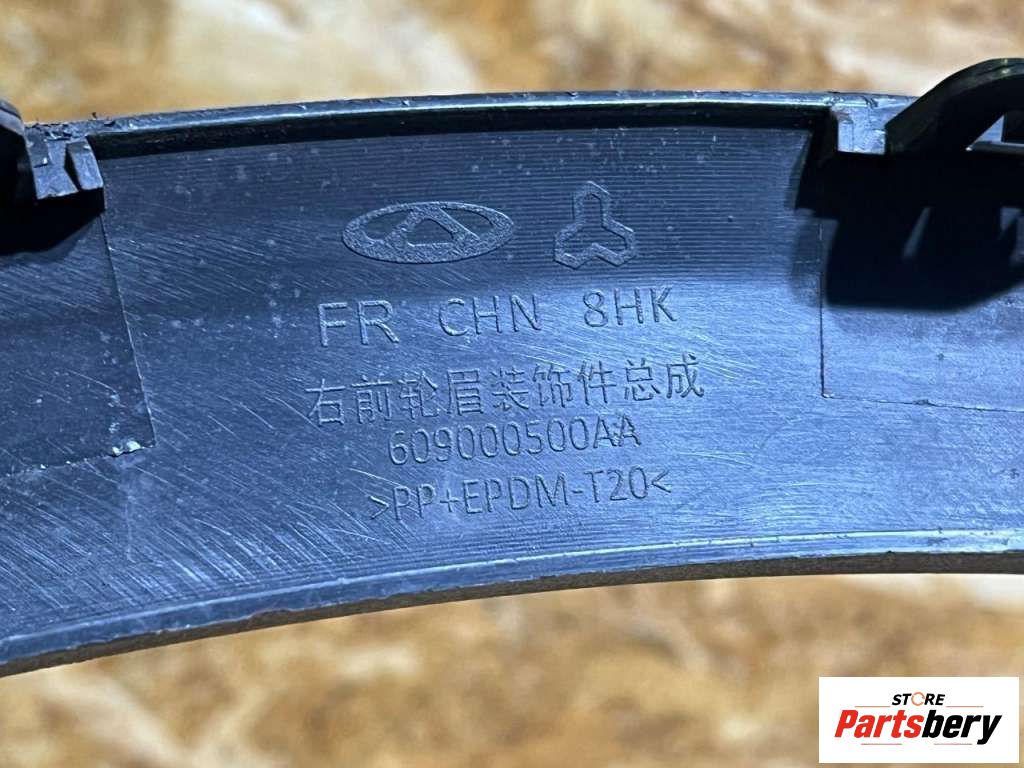 FR CHN 8HK
右前轮眉装饰件总成
609000500AA
>PP+EPDM-T20<
STORE
Partsbery